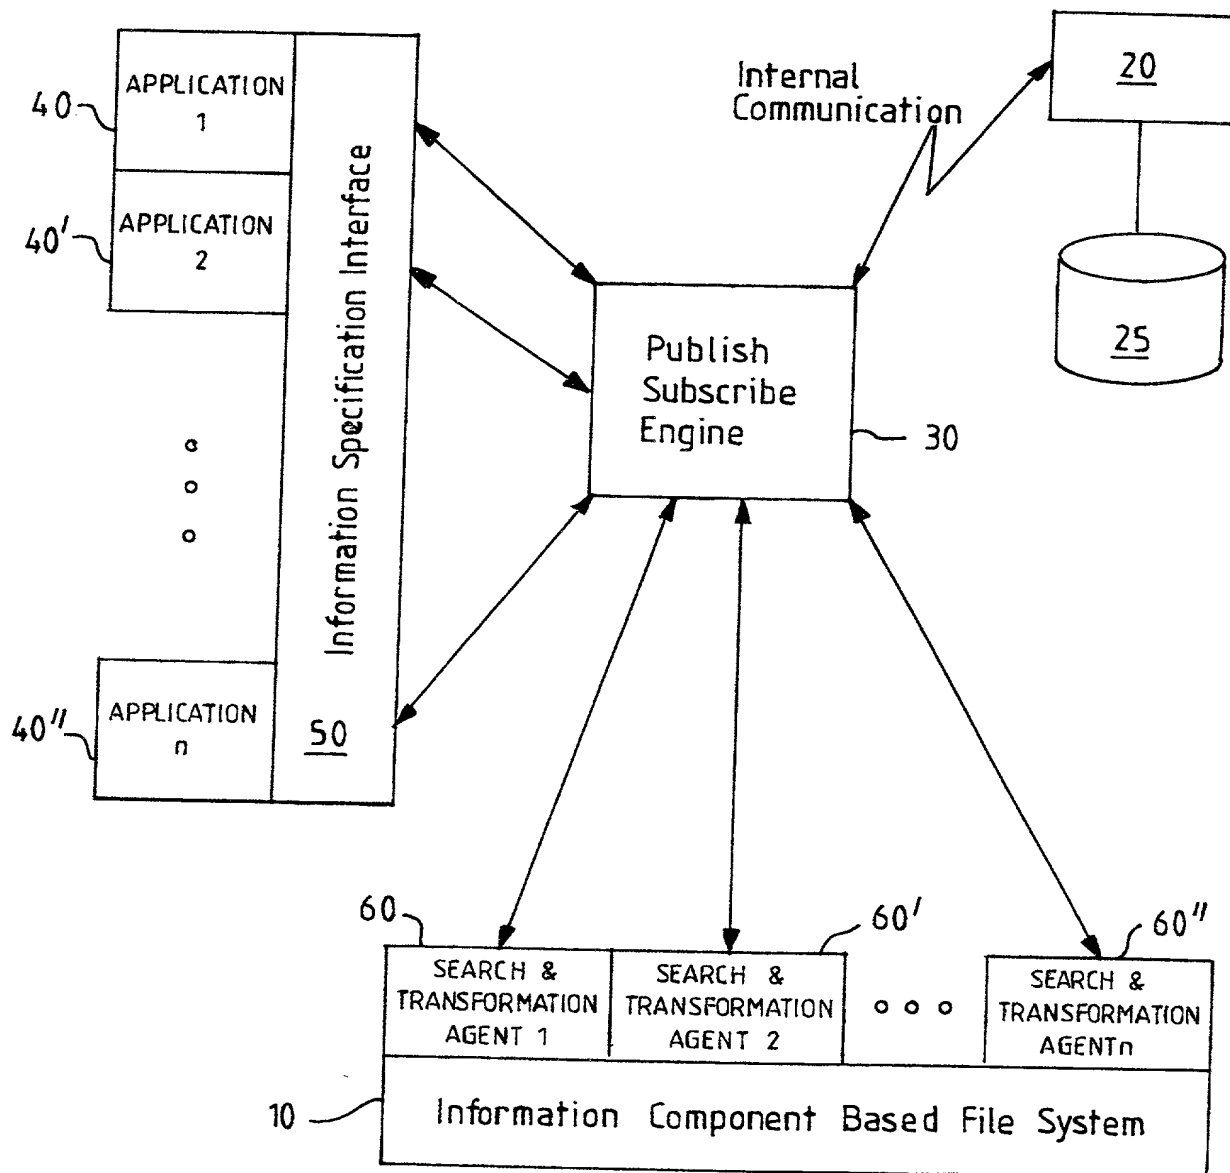 40
APPLICATION
1
40'
APPLICATION
2
Information Specification Interface
50
40"
APPLICATION
n
Internal
Communication
20
25
Publish
Subscribe
Engine
30
60
SEARCH &
TRANSFORMATION
AGENT 1
60'
SEARCH &
TRANSFORMATION
AGENT 2
60"
SEARCH &
TRANSFORMATION
AGENTn
10
Information Component Based File System